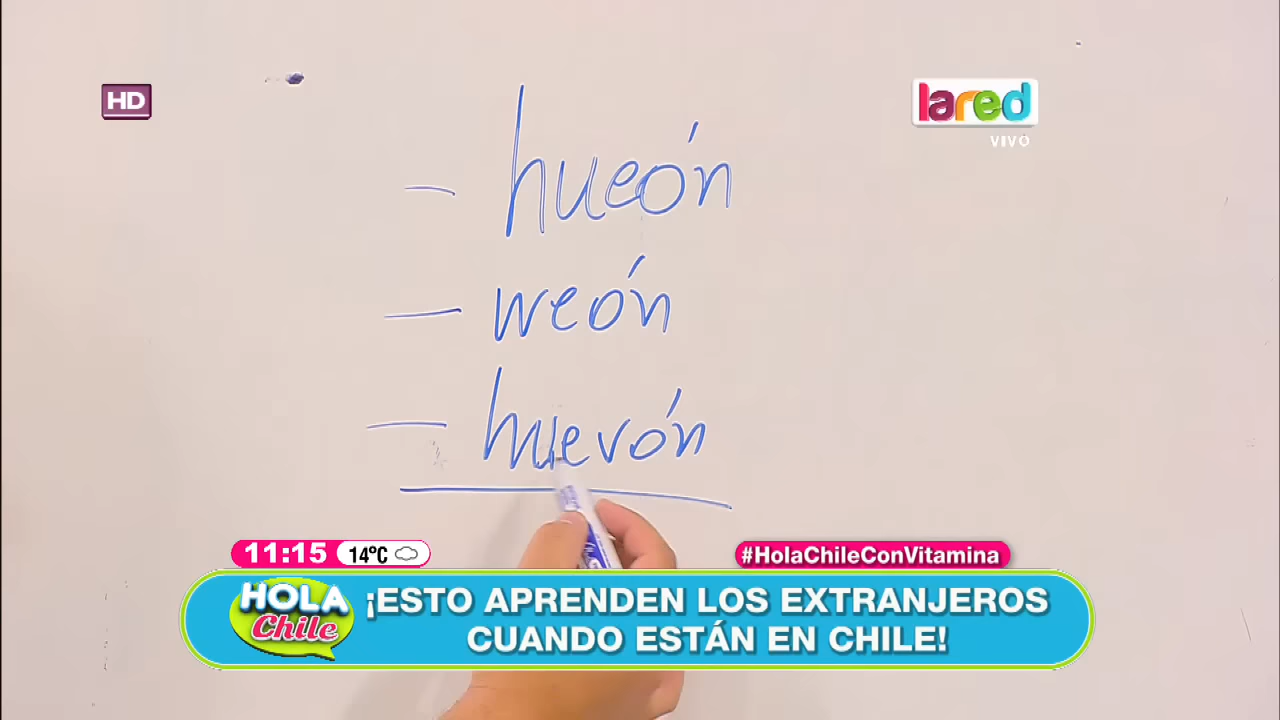 HD
lared
VIVO
– hueón
– weón
– huevón
11:15 14ºC
#HolaChileConVitamina
HOLA Chile
¡ESTO APRENDEN LOS EXTRANJEROS
CUANDO ESTÁN EN CHILE!